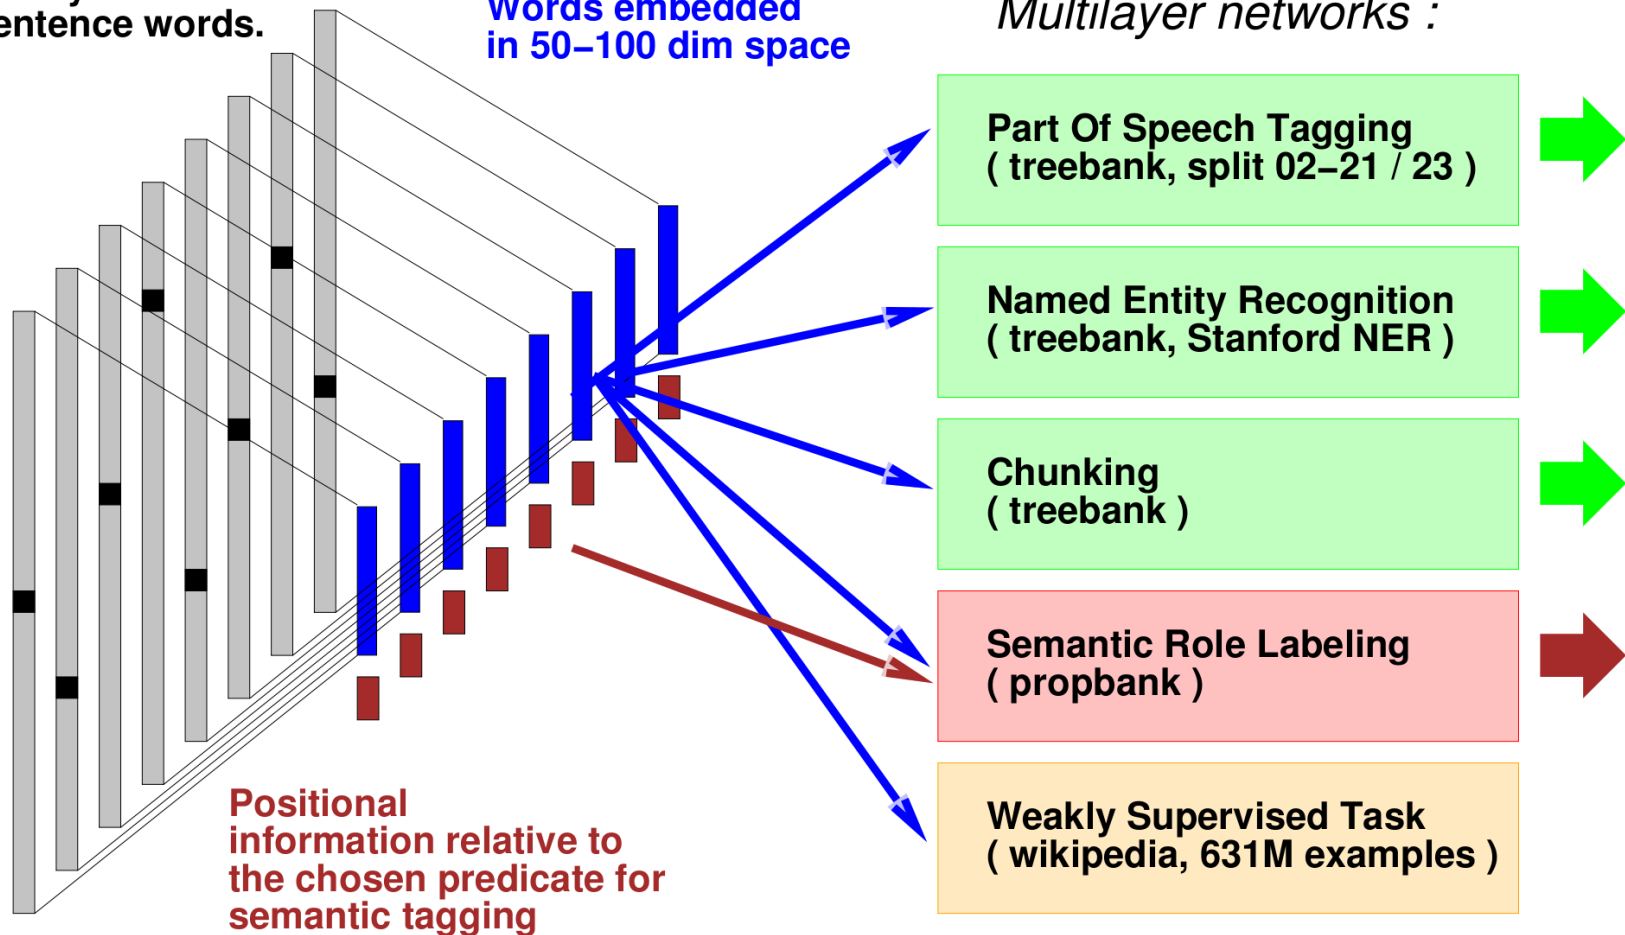 sentence words.
Words embedded
in 50–100 dim space
Multilayer networks :
Part Of Speech Tagging
( treebank, split 02–21 / 23 )
Named Entity Recognition
( treebank, Stanford NER )
Chunking
( treebank )
Semantic Role Labeling
( propbank )
Weakly Supervised Task
( wikipedia, 631M examples )
Positional
information relative to
the chosen predicate for
semantic tagging